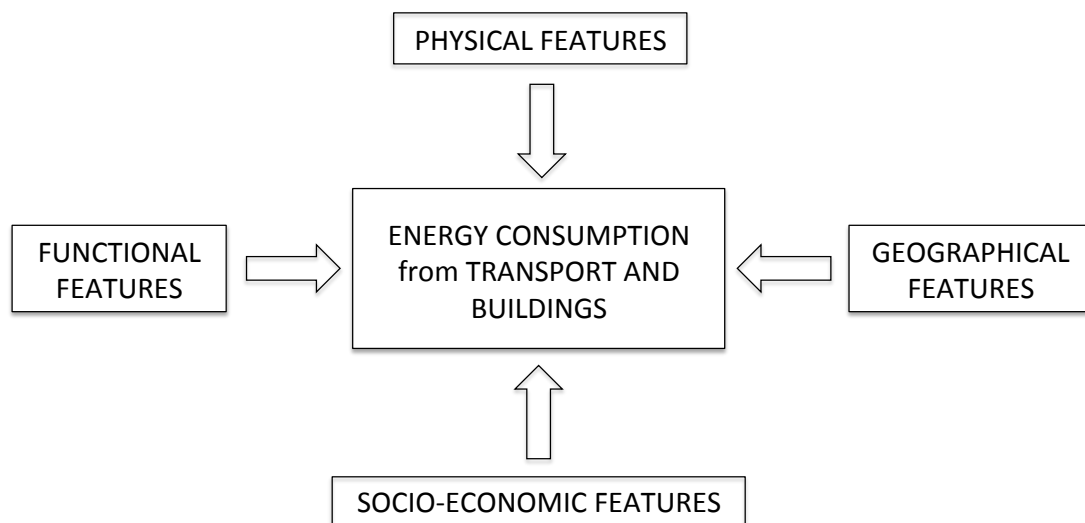 PHYSICAL FEATURES
FUNCTIONAL
FEATURES
ENERGY CONSUMPTION
from TRANSPORT AND
BUILDINGS
GEOGRAPHICAL
FEATURES
SOCIO-ECONOMIC FEATURES